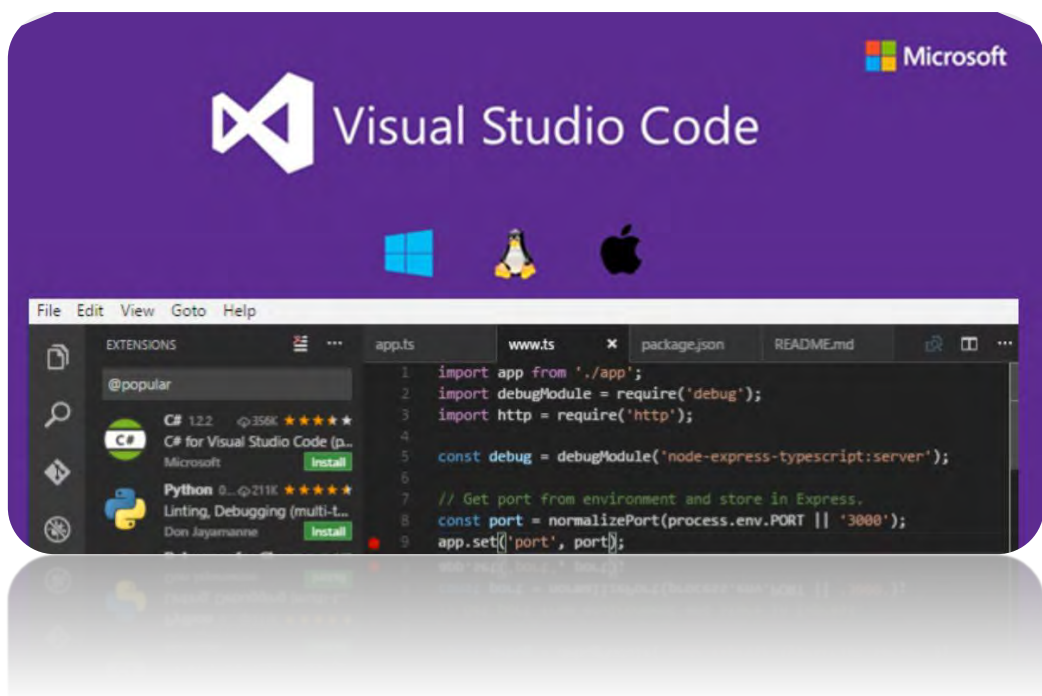 Microsoft
Visual Studio Code
File Edit View Goto Help
EXTENSIONS
@popular
C# 1.2.2 356K
C# for Visual Studio Code (p...
Microsoft Install
Python 0... 211K
Linting, Debugging (multi-t...
Don Jayamanne Install
app.ts www.ts × package.json README.md
1 import app from './app';
2 import debugModule = require('debug');
3 import http = require('http');
4
5 const debug = debugModule('node-express-typescript:server');
6
7 // Get port from environment and store in Express.
8 const port = normalizePort(process.env.PORT || '3000');
9 app.set('port', port);